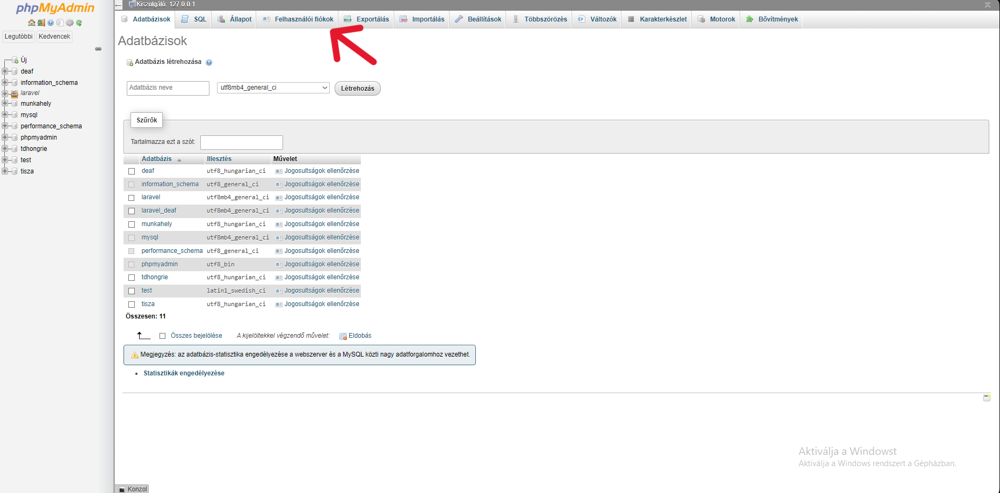 phpMyAdmin
Legutóbbi Kedvencek
Új
deaf
information_schema
laravel
munkahely
mysql
performance_schema
phpmyadmin
tdhongrie
test
tisza
Kiszolgáló: 127.0.0.1
Adatbázisok SQL Állapot Felhasználói fiókok Exportálás Importálás Beállítások Többszörözés Változók Karakterkészlet Motorok Bővítmények
Adatbázisok
Adatbázis létrehozása
Adatbázis neve utf8mb4_general_ci Létrehozás
Szűrők
Tartalmazza ezt a szót:
Adatbázis Illesztés Művelet
deaf utf8_hungarian_ci Jogosultságok ellenőrzése
information_schema utf8_general_ci Jogosultságok ellenőrzése
laravel utf8mb4_general_ci Jogosultságok ellenőrzése
laravel_deaf utf8mb4_general_ci Jogosultságok ellenőrzése
munkahely utf8_hungarian_ci Jogosultságok ellenőrzése
mysql utf8mb4_general_ci Jogosultságok ellenőrzése
performance_schema utf8_general_ci Jogosultságok ellenőrzése
phpmyadmin utf8_bin Jogosultságok ellenőrzése
tdhongrie utf8_hungarian_ci Jogosultságok ellenőrzése
test latin1_swedish_ci Jogosultságok ellenőrzése
tisza utf8_hungarian_ci Jogosultságok ellenőrzése
Összesen: 11
Összes bejelölése A kijelöltekkel végzendő művelet: Eldobás
Megjegyzés: az adatbázis-statisztika engedélyezése a webszerver és a MySQL közti nagy adatforgalomhoz vezethet.
• Statisztikák engedélyezése
Aktiválja a Windowst
Aktiválja a Windows rendszert a Gépházban.
Konzol